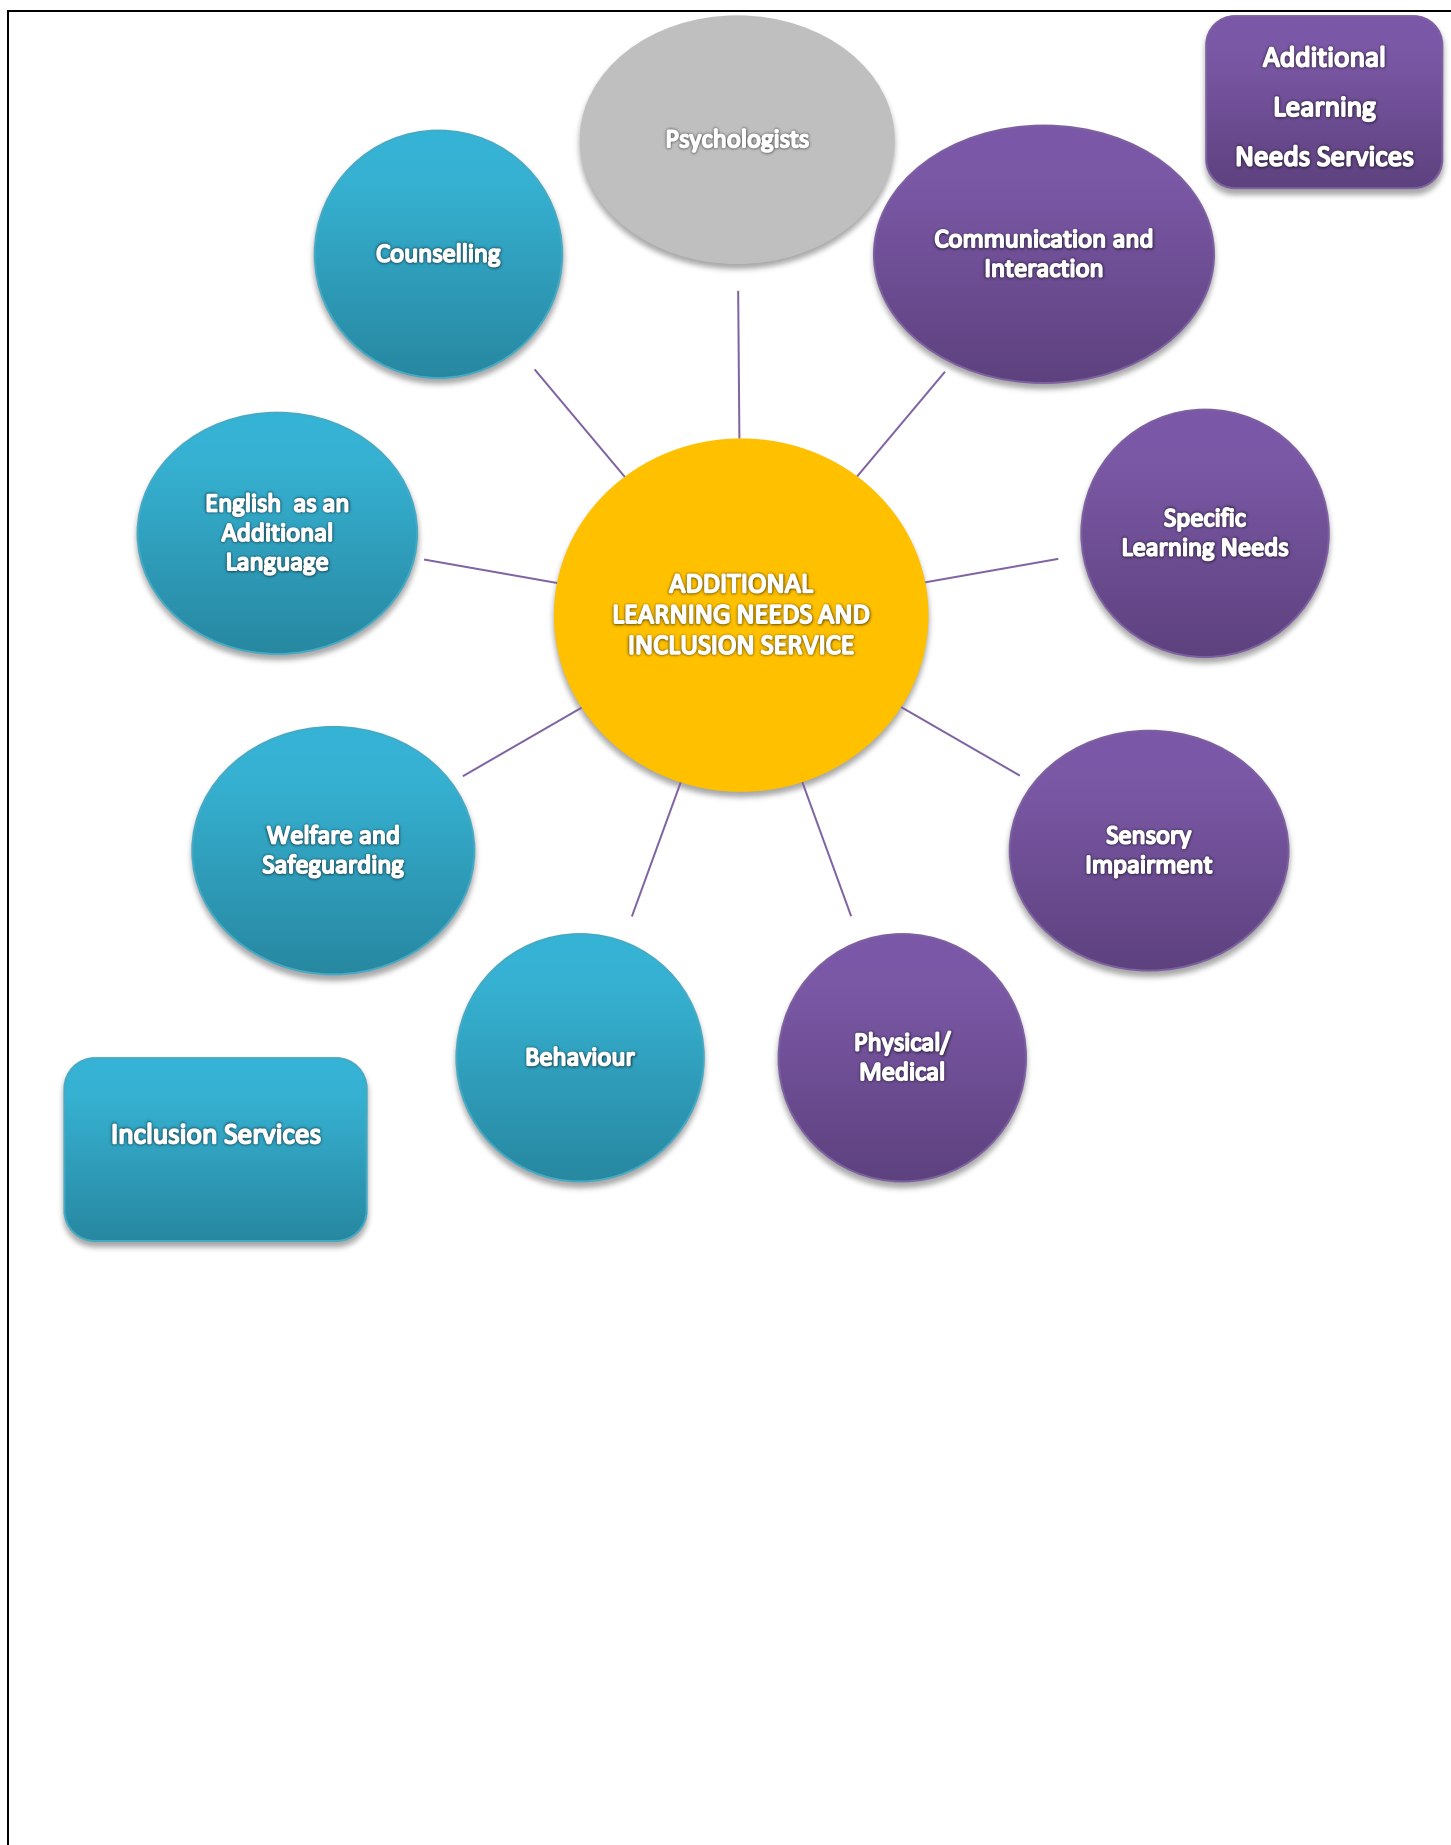 Psychologists
Additional
Learning
Needs Services
Communication and
Interaction
Counselling
Specific
Learning Needs
English  as an
Additional
Language
ADDITIONAL
LEARNING NEEDS AND
INCLUSION SERVICE
Sensory
Impairment
Welfare and
Safeguarding
Physical/
Medical
Behaviour
Inclusion Services